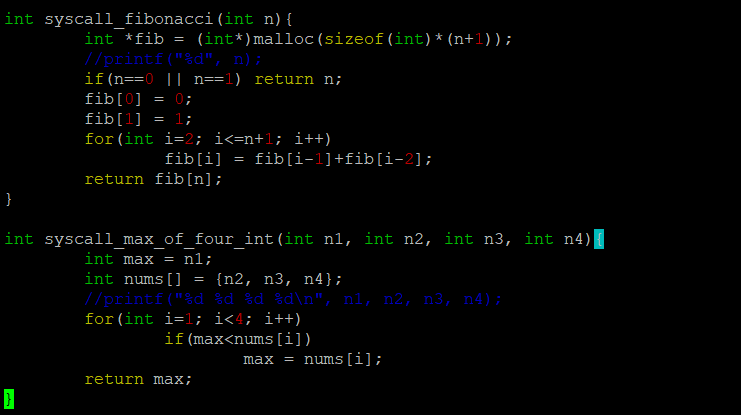 int syscall_fibonacci(int n){
        int *fib = (int*)malloc(sizeof(int)*(n+1));
        //printf("%d", n);
        if(n==0 || n==1) return n;
        fib[0] = 0;
        fib[1] = 1;
        for(int i=2; i<=n+1; i++)
                fib[i] = fib[i-1]+fib[i-2];
        return fib[n];
}

int syscall_max_of_four_int(int n1, int n2, int n3, int n4){
        int max = n1;
        int nums[] = {n2, n3, n4};
        //printf("%d %d %d %d\n", n1, n2, n3, n4);
        for(int i=1; i<4; i++)
                if(max<nums[i])
                        max = nums[i];
        return max;
}